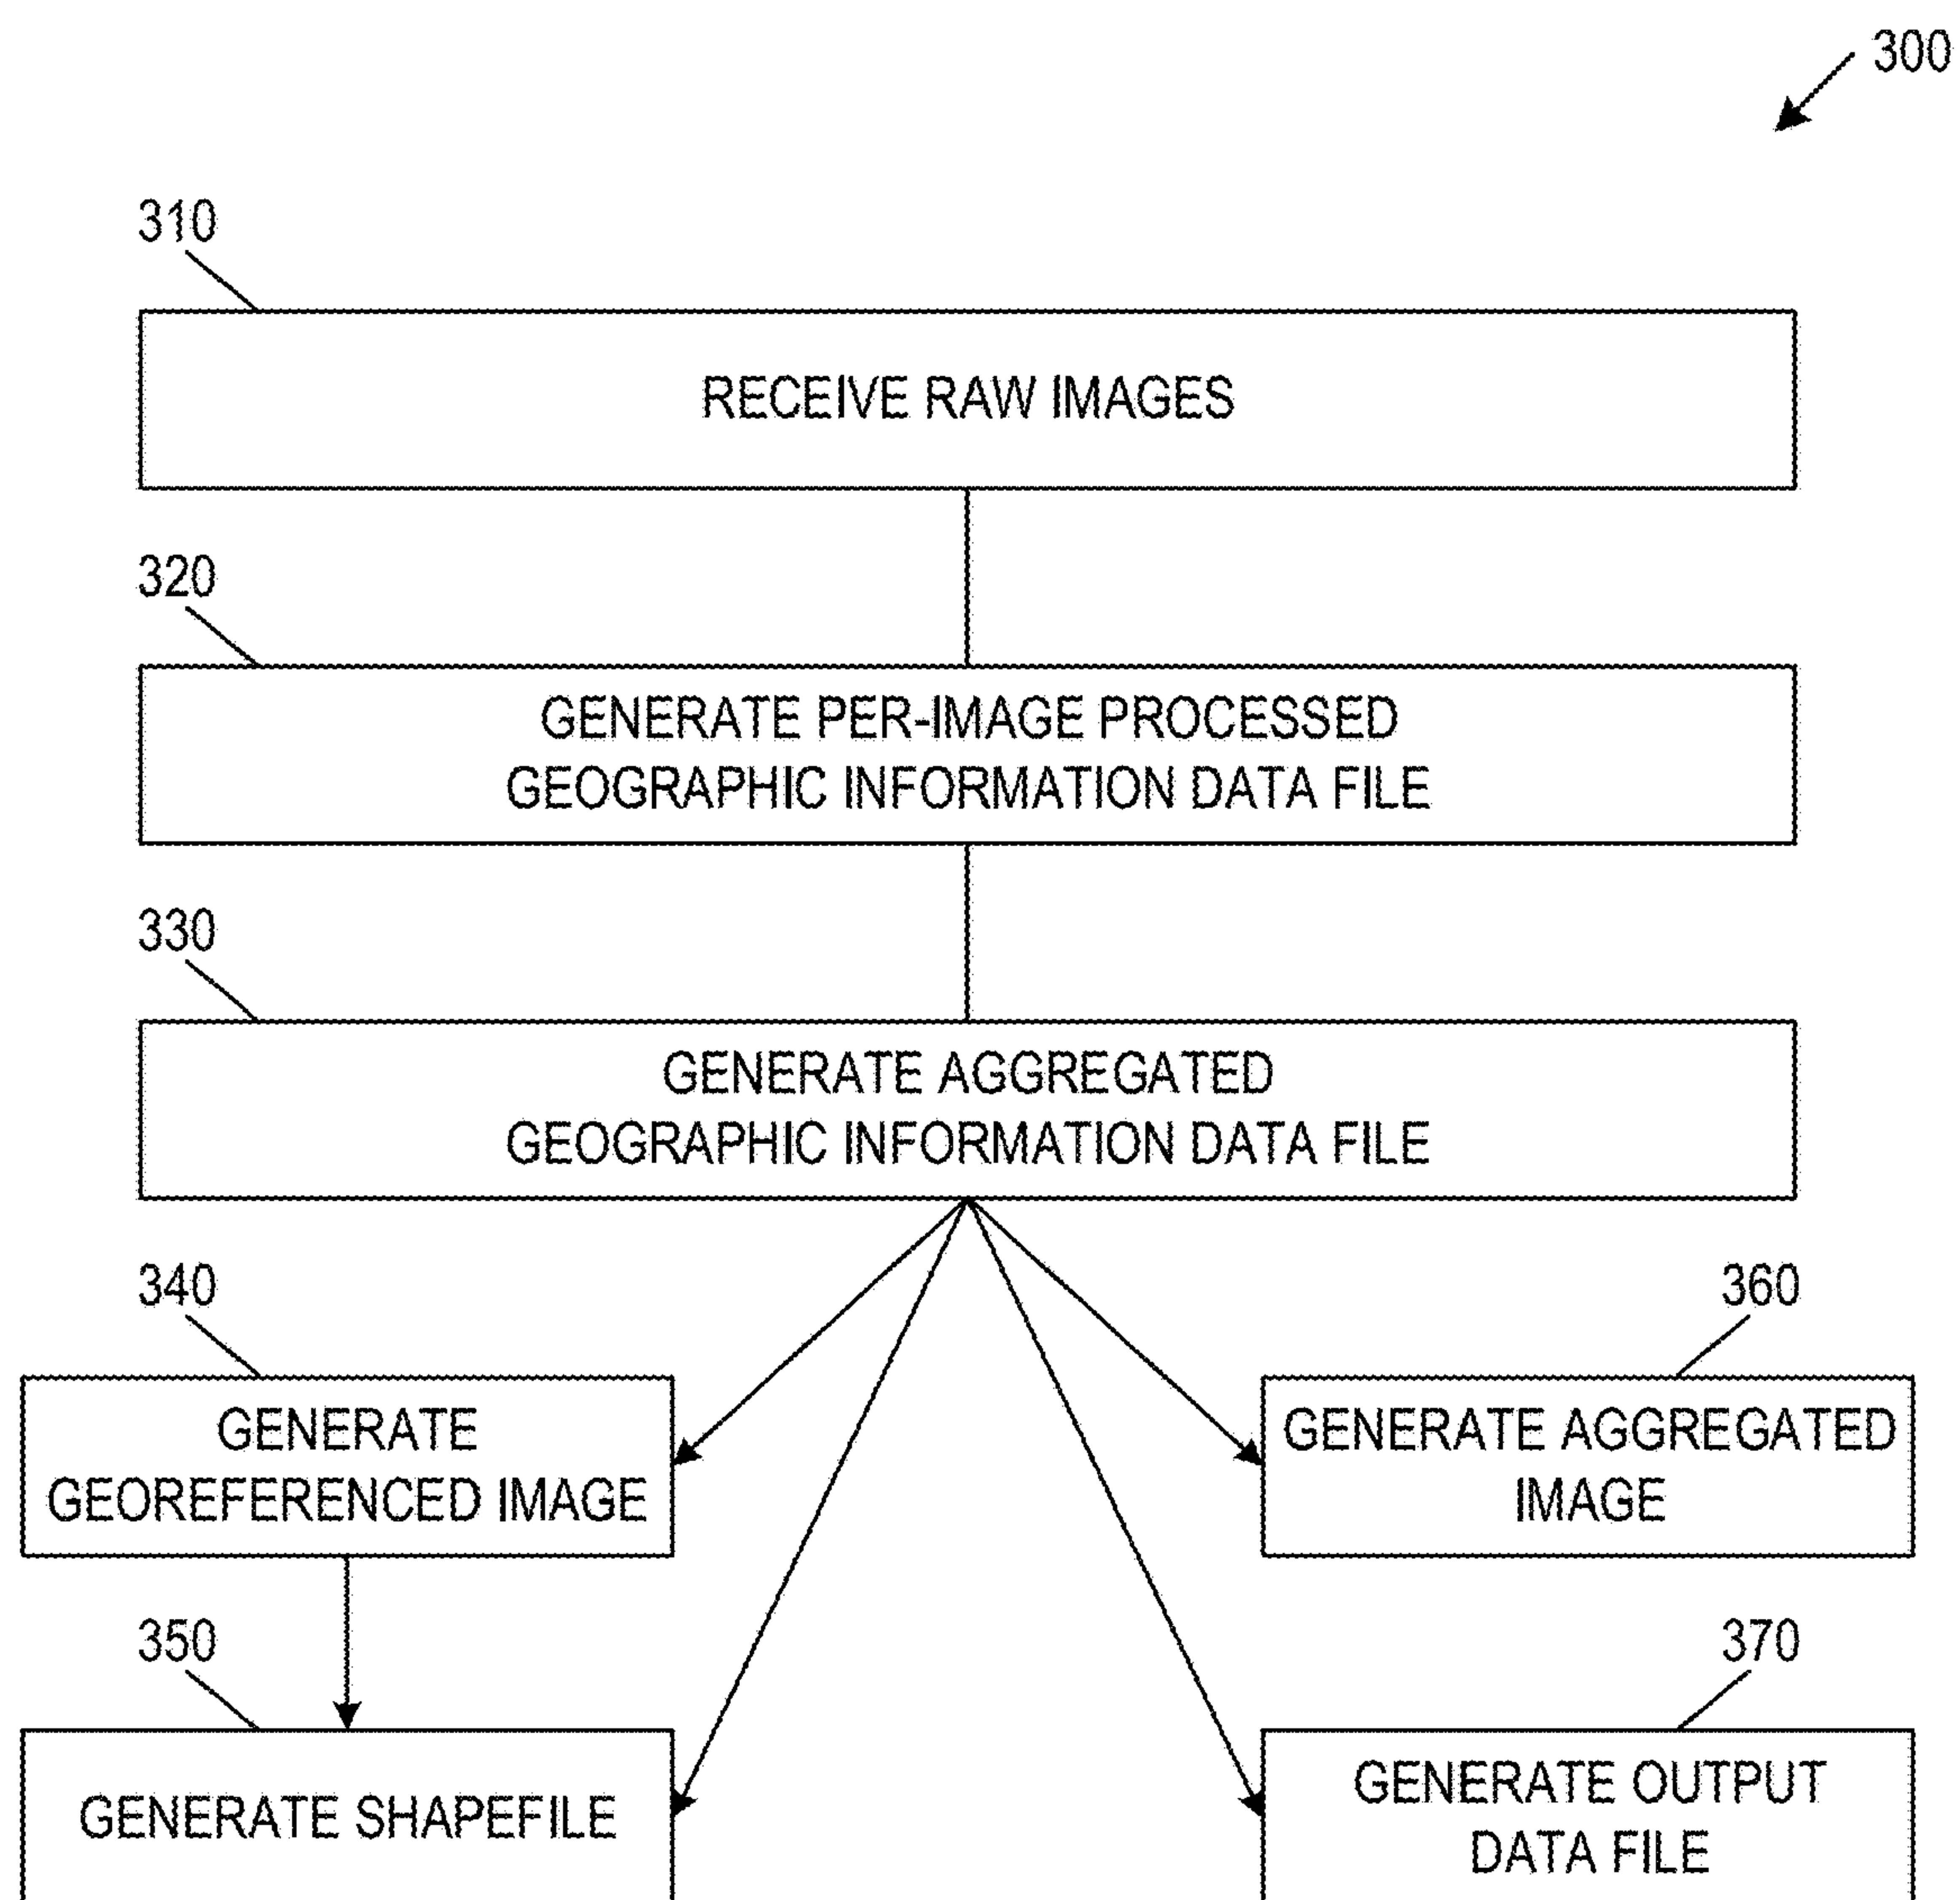 300
310
RECEIVE RAW IMAGES
320
GENERATE PER-IMAGE PROCESSED
GEOGRAPHIC INFORMATION DATA FILE
330
GENERATE AGGREGATED
GEOGRAPHIC INFORMATION DATA FILE
340
GENERATE
GEOREFERENCED IMAGE
360
GENERATE AGGREGATED
IMAGE
350
GENERATE SHAPEFILE
370
GENERATE OUTPUT
DATA FILE